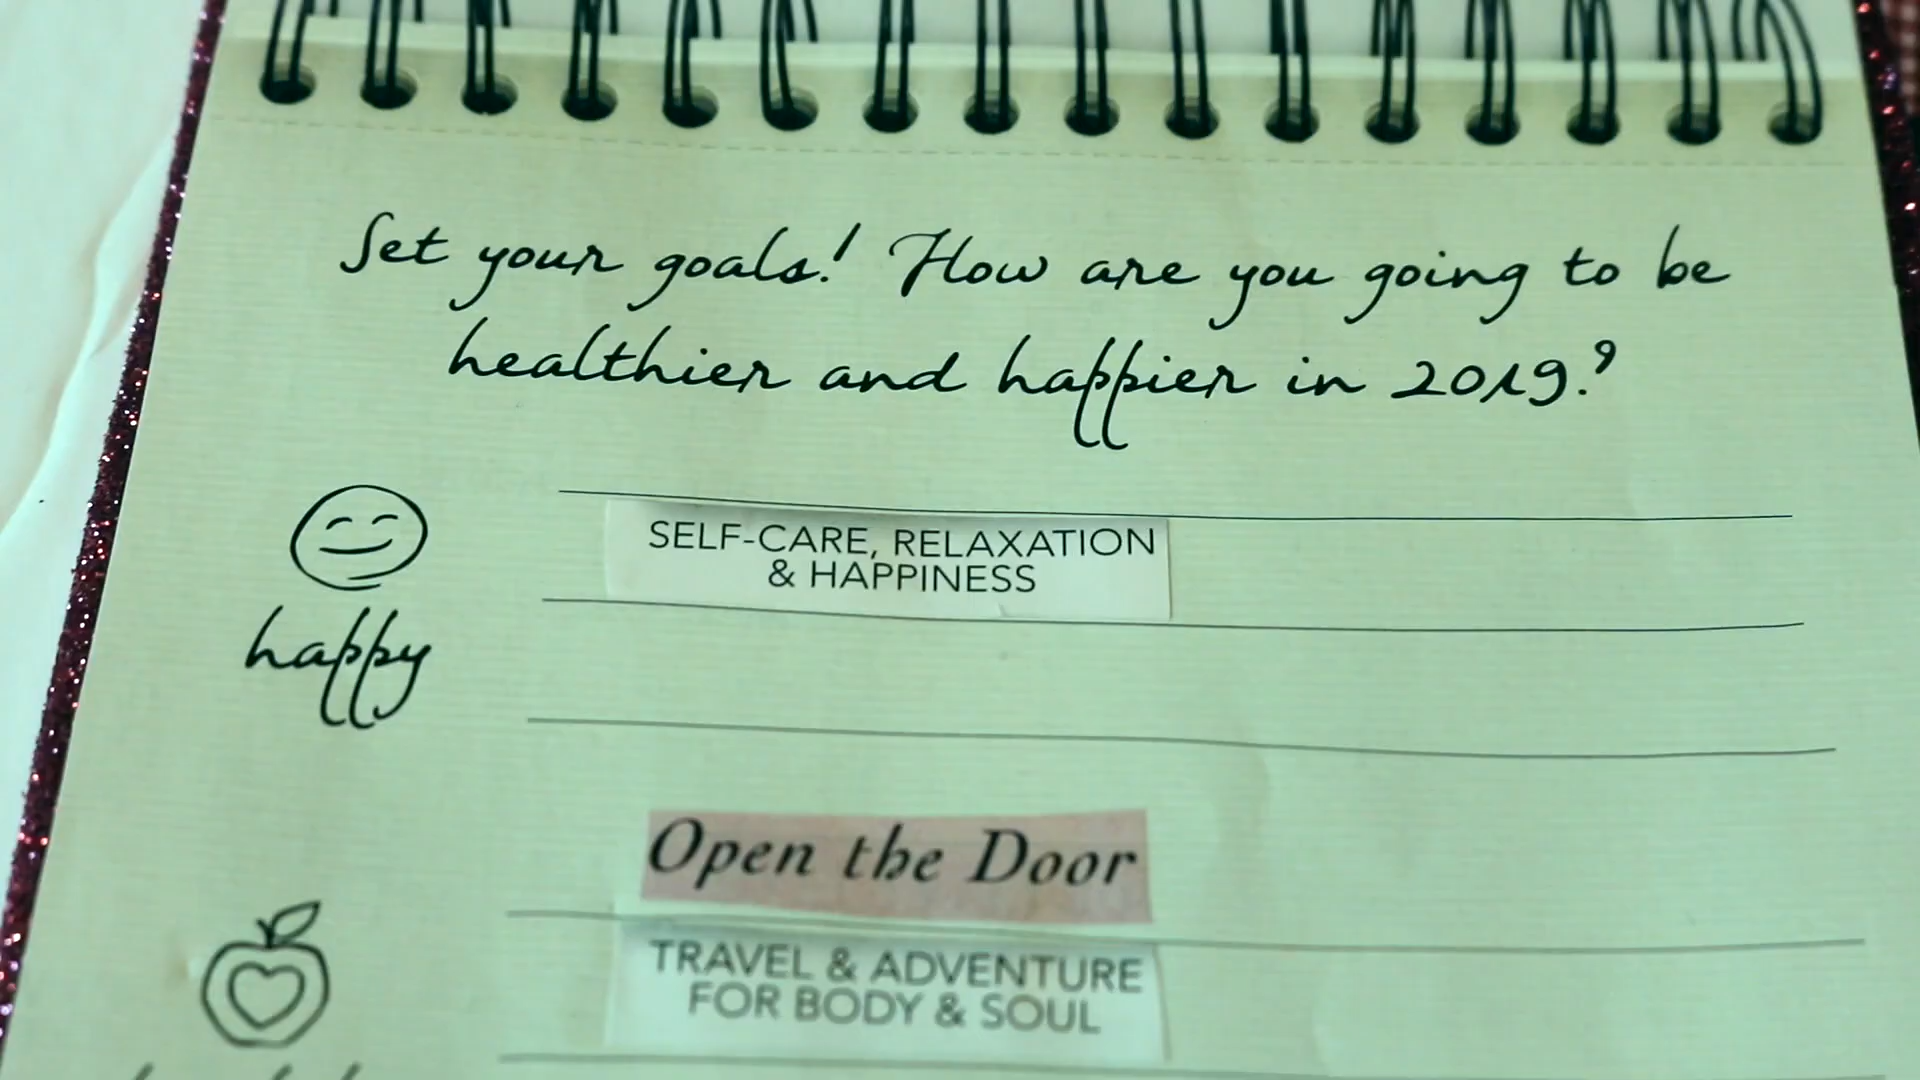 Set your goals! How are you going to be
healthier and happier in 2019?
SELF-CARE, RELAXATION
& HAPPINESS
happy
Open the Door
TRAVEL & ADVENTURE
FOR BODY & SOUL